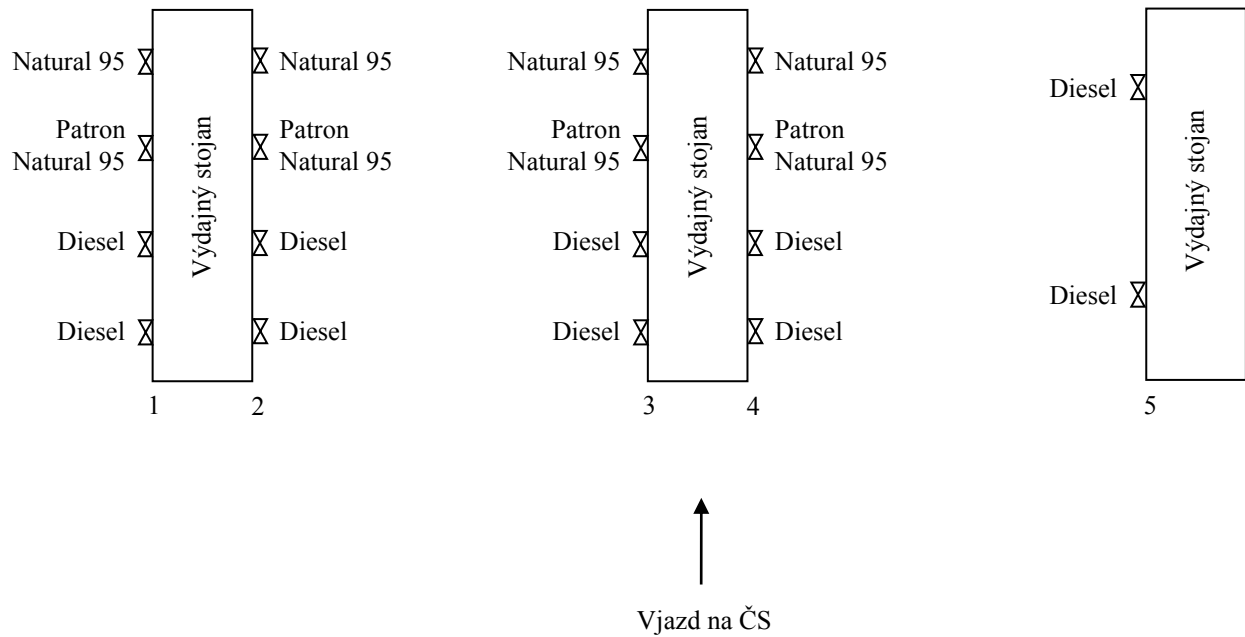 Natural 95
Patron
Natural 95
Diesel
Diesel
Výdajný stojan
Natural 95
Patron
Natural 95
Diesel
Diesel
1
2
Natural 95
Patron
Natural 95
Diesel
Diesel
Výdajný stojan
Natural 95
Patron
Natural 95
Diesel
Diesel
3
4
Diesel
Diesel
Výdajný stojan
5
Vjazd na ČS